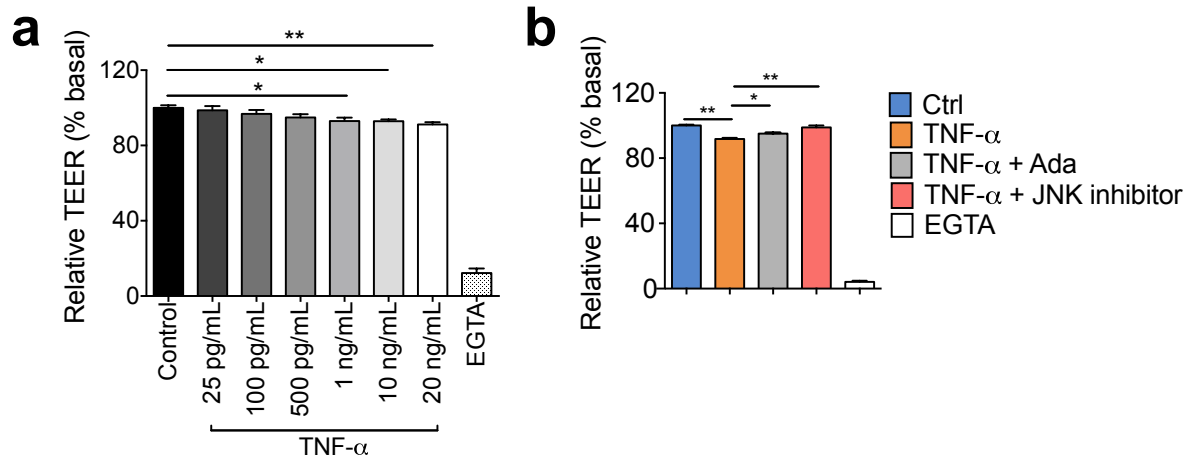 a
Relative TEER (% basal)
120
80
40
0
**
*
*
Control
25 pg/mL
100 pg/mL
500 pg/mL
1 ng/mL
10 ng/mL
20 ng/mL
EGTA
TNF-α
b
Relative TEER (% basal)
120
80
40
0
**
*
**
Ctrl
TNF-α
TNF-α + Ada
TNF-α + JNK inhibitor
EGTA